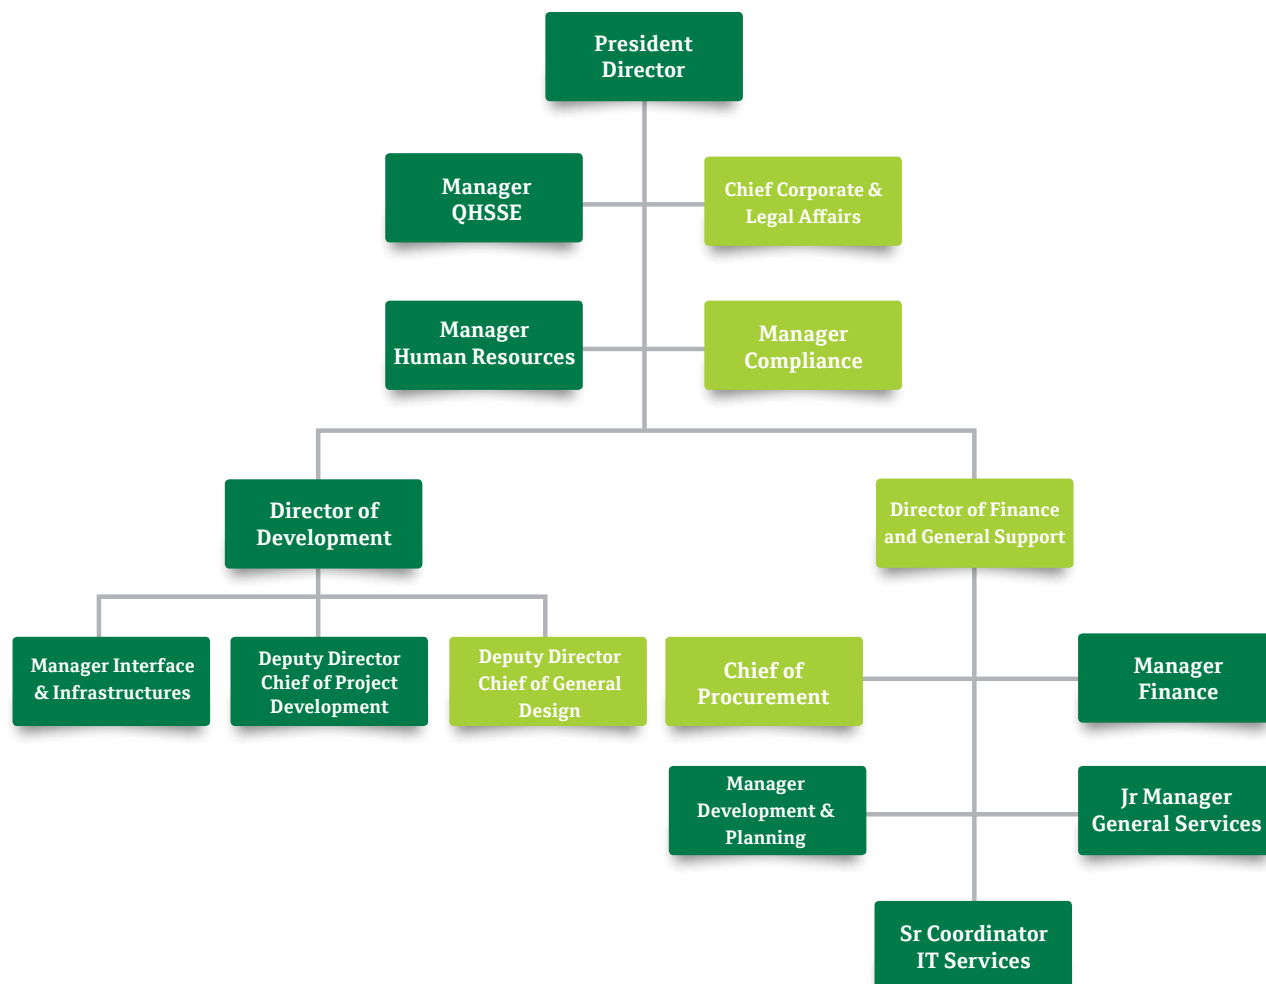 President
Director
Manager
QHSSE
Chief Corporate &
Legal Affairs
Manager
Human Resources
Manager
Compliance
Director of
Development
Director of Finance
and General Support
Manager Interface
& Infrastructures
Deputy Director
Chief of Project
Development
Deputy Director
Chief of General
Design
Chief of
Procurement
Manager
Finance
Manager
Development &
Planning
Jr Manager
General Services
Sr Coordinator
IT Services